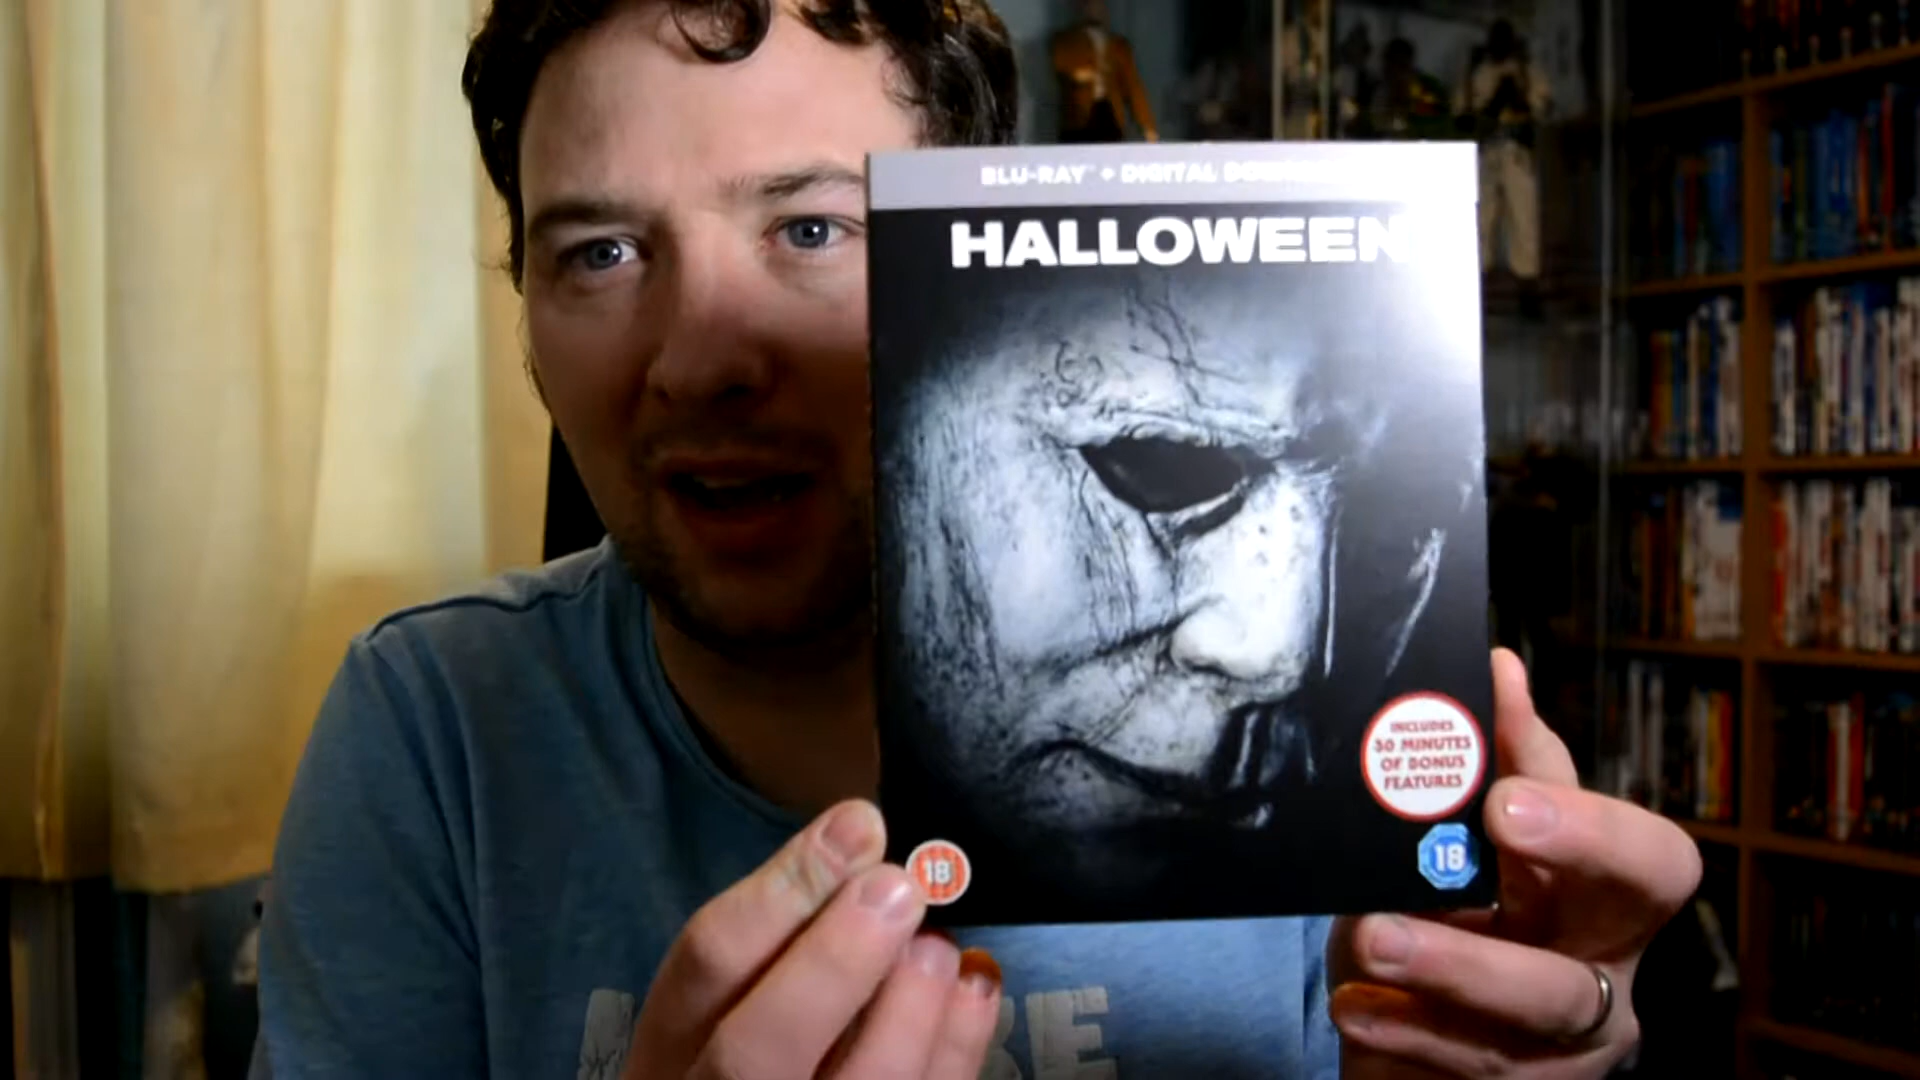 BLU-RAY + DIGITAL
HALLOWEEN
INCLUDES
30 MINUTES
OF BONUS
FEATURES
18
18